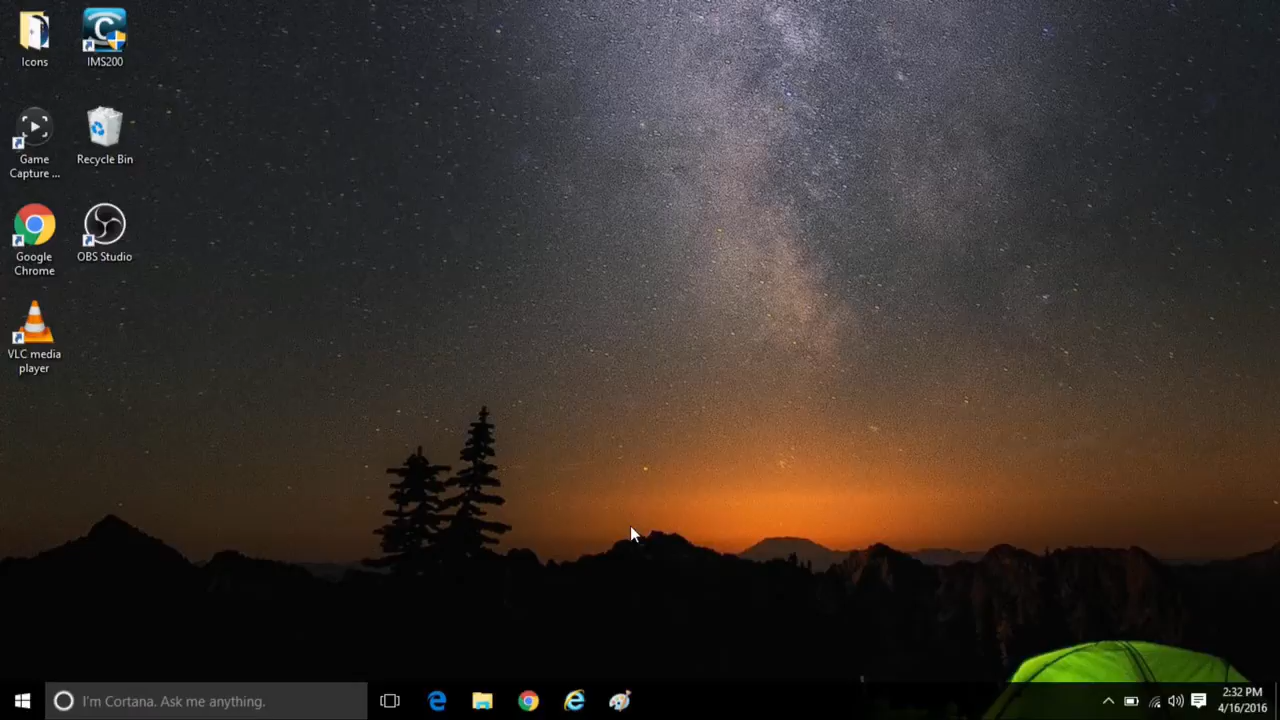 Icons
IMS200
Game
Capture ...
Recycle Bin
Google
Chrome
OBS Studio
VLC media
player
I'm Cortana. Ask me anything.
2:32 PM
4/16/2016